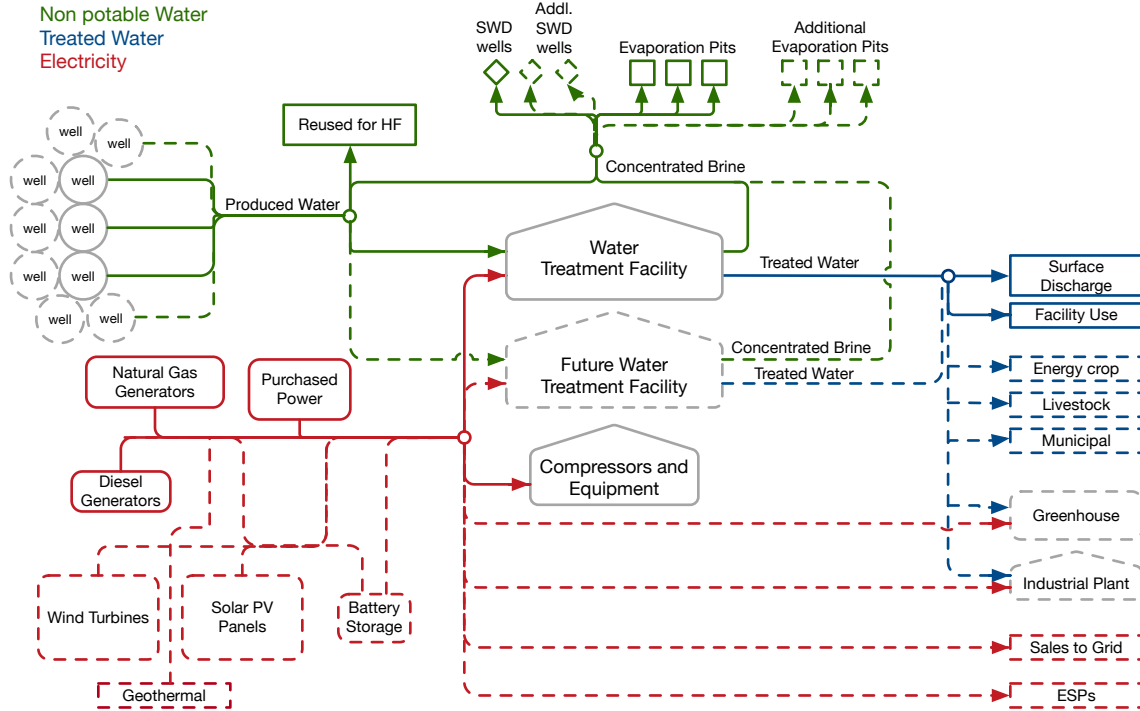 Non potable Water
Treated Water
Electricity
SWD
wells
Addl.
SWD
wells
Evaporation Pits
Additional
Evaporation Pits
Reused for HF
well
well
well
well
well
well
well
well
well
well
Produced Water
Concentrated Brine
Water
Treatment Facility
Treated Water
Surface
Discharge
Facility Use
Future Water
Treatment Facility
Concentrated Brine
Treated Water
Energy crop
Livestock
Municipal
Natural Gas
Generators
Purchased
Power
Diesel
Generators
Compressors and
Equipment
Greenhouse
Industrial Plant
Wind Turbines
Solar PV
Panels
Battery
Storage
Sales to Grid
Geothermal
ESPs